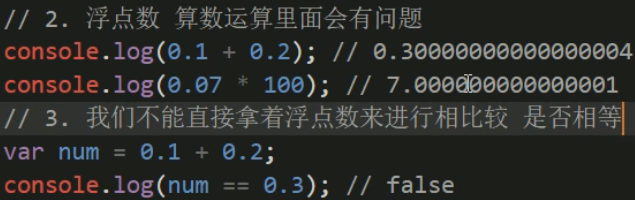 // 2. 浮点数 算数运算里面会有问题
console.log(0.1 + 0.2); // 0.30000000000000004
console.log(0.07 * 100); // 7.000000000000001
// 3. 我们不能直接拿着浮点数来进行相比较 是否相等
var num = 0.1 + 0.2;
console.log(num == 0.3); // false